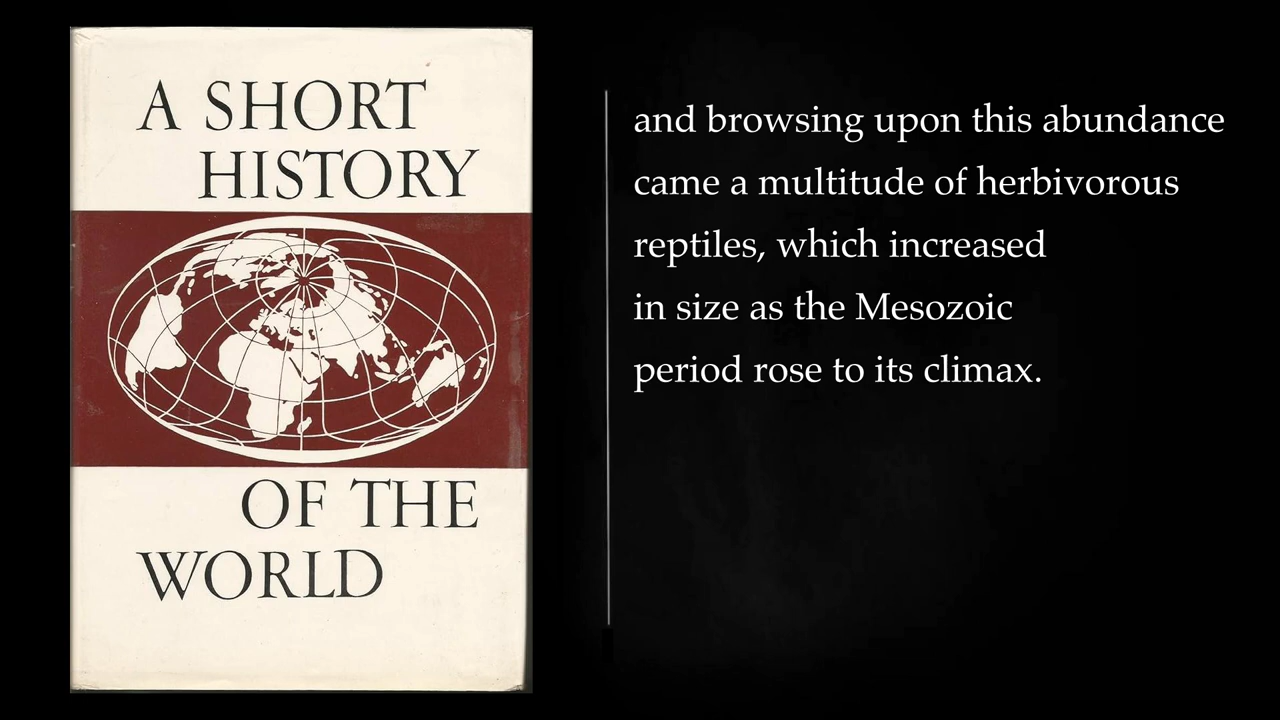 A SHORT
HISTORY
OF THE
WORLD
and browsing upon this abundance
came a multitude of herbivorous
reptiles, which increased
in size as the Mesozoic
period rose to its climax.